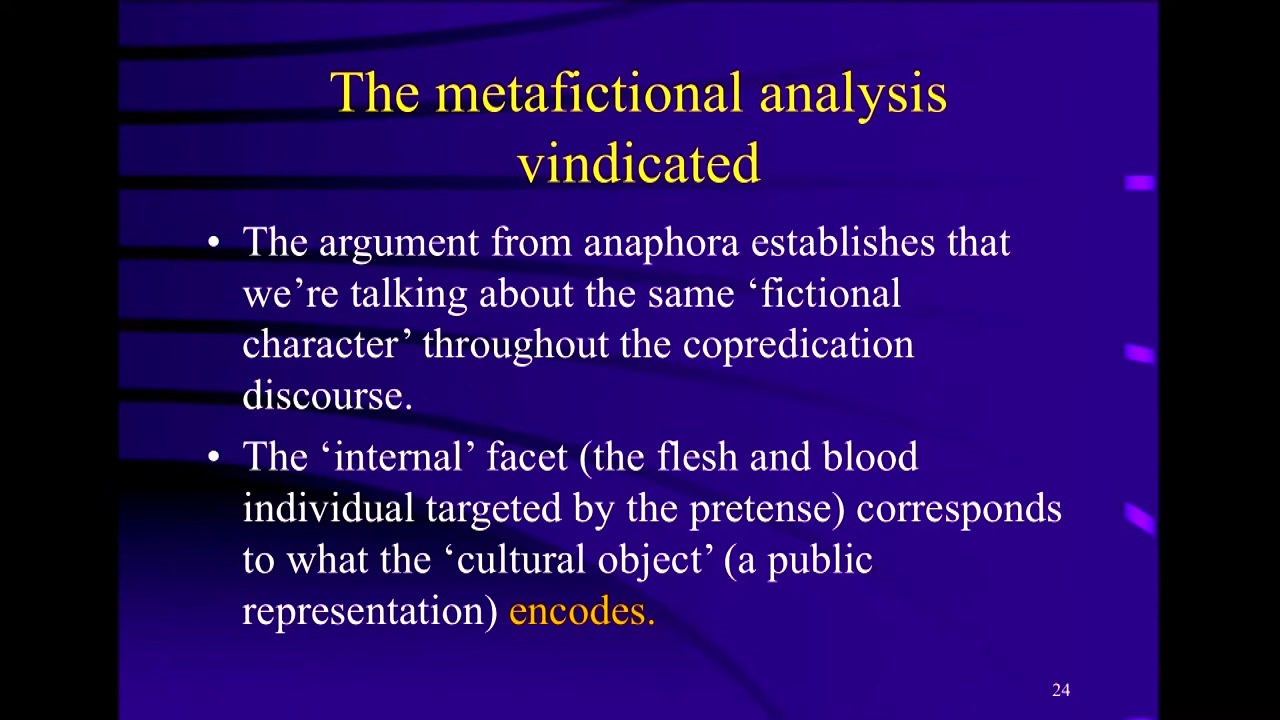 The metafictional analysis
vindicated
• The argument from anaphora establishes that
we’re talking about the same ‘fictional
character’ throughout the copredication
discourse.
• The ‘internal’ facet (the flesh and blood
individual targeted by the pretense) corresponds
to what the ‘cultural object’ (a public
representation) encodes.
24